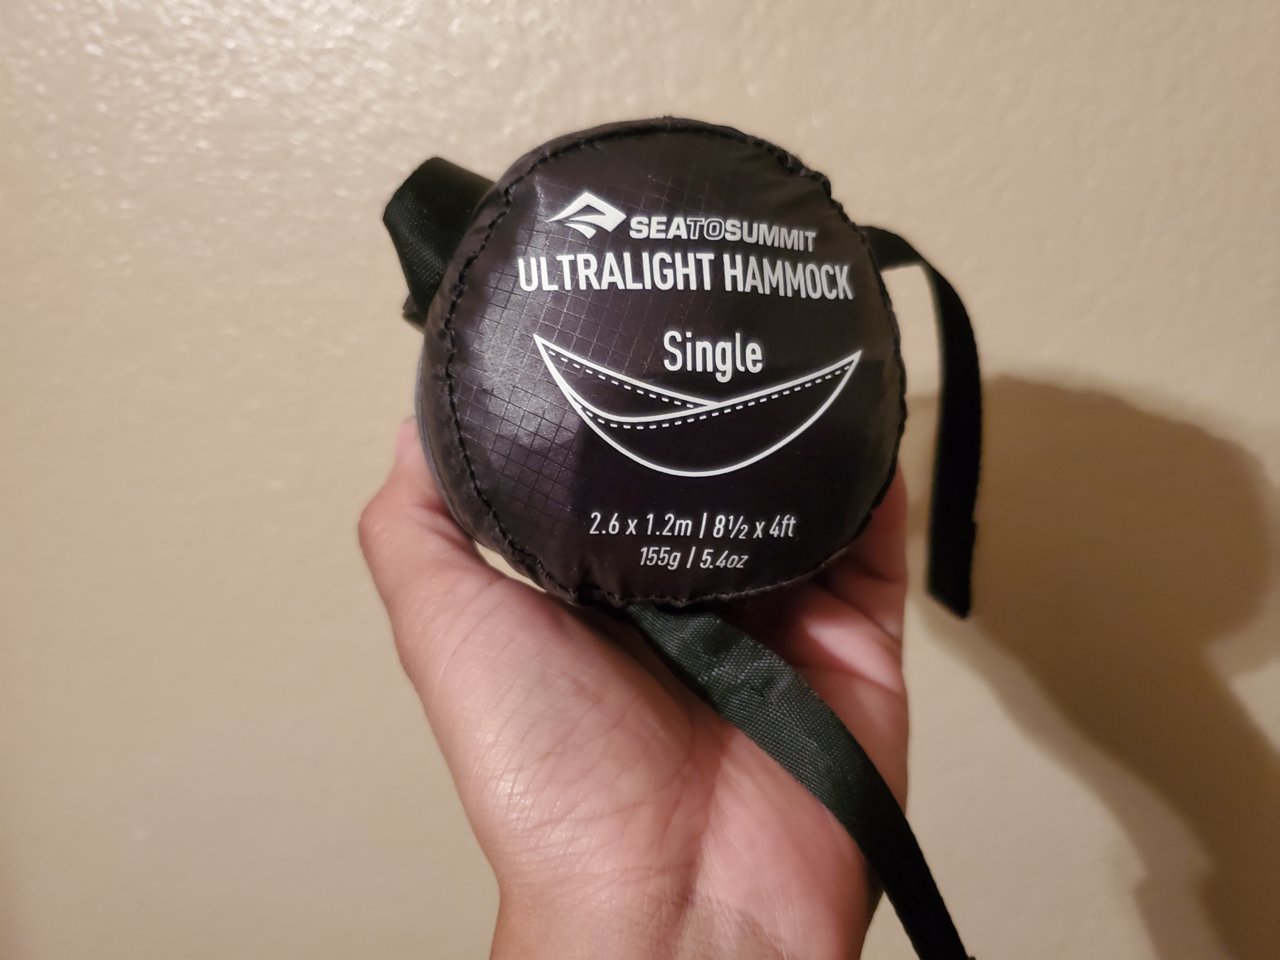 SEATOSUMMIT
ULTRALIGHT HAMMOCK
Single
2.6 x 1.2m | 8½ x 4ft
155g | 5.4oz